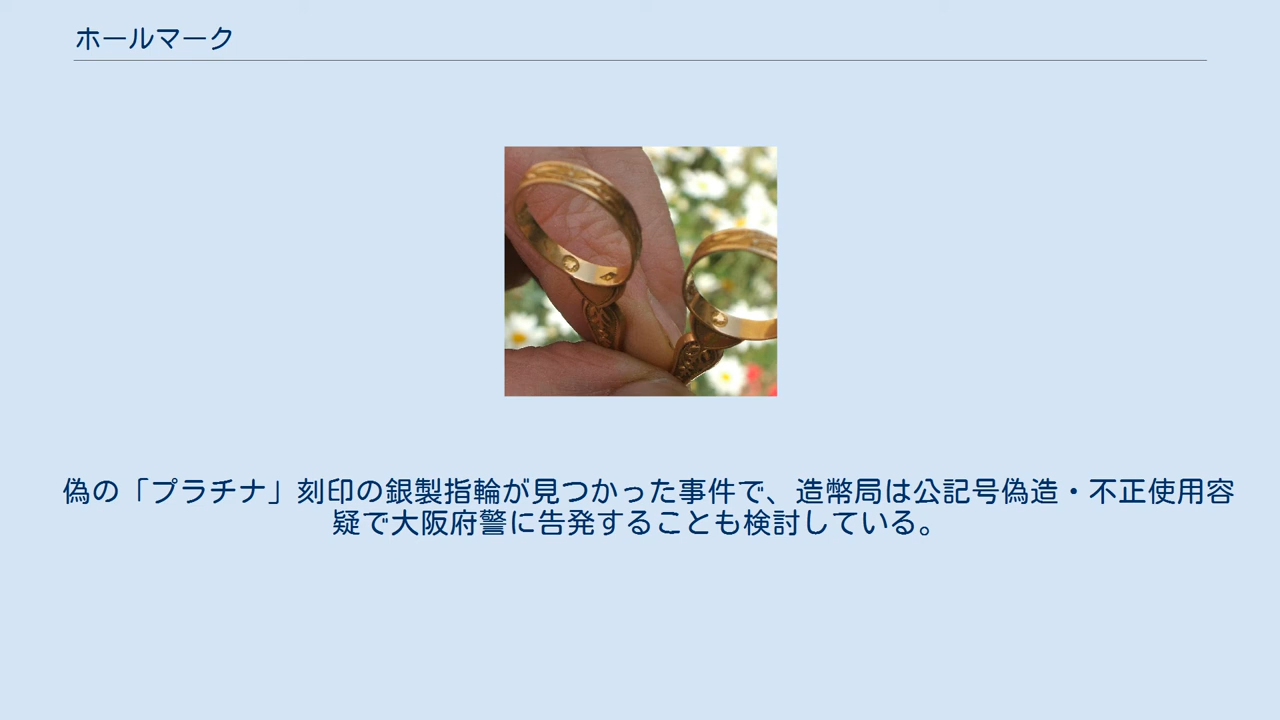 ホールマーク
偽の「プラチナ」刻印の銀製指輪が見つかった事件で、造幣局は公記号偽造・不正使用容
疑で大阪府警に告発することも検討している。